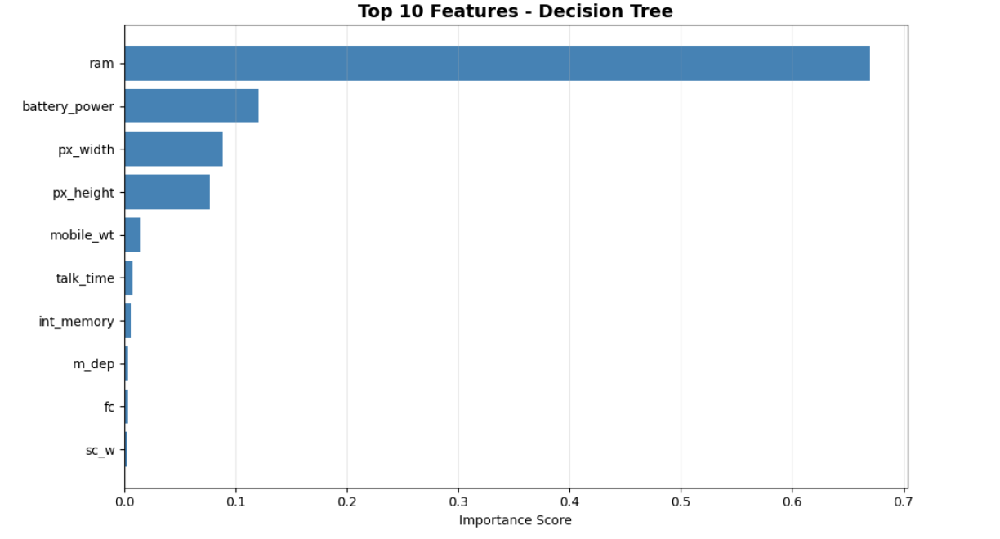 Top 10 Features - Decision Tree
ram
battery_power
px_width
px_height
mobile_wt
talk_time
int_memory
m_dep
fc
sc_w
0.0 0.1 0.2 0.3 0.4 0.5 0.6 0.7
Importance Score